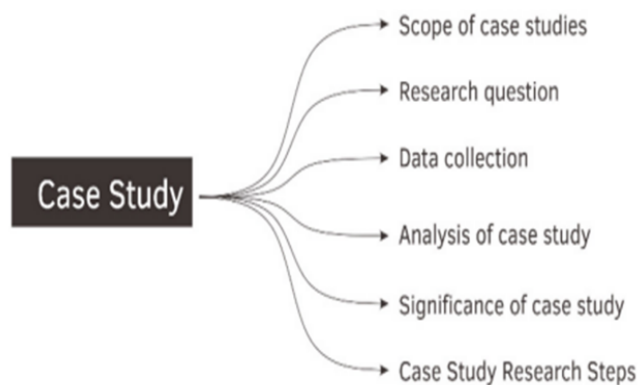 Case Study
Scope of case studies
Research question
Data collection
Analysis of case study
Significance of case study
Case Study Research Steps